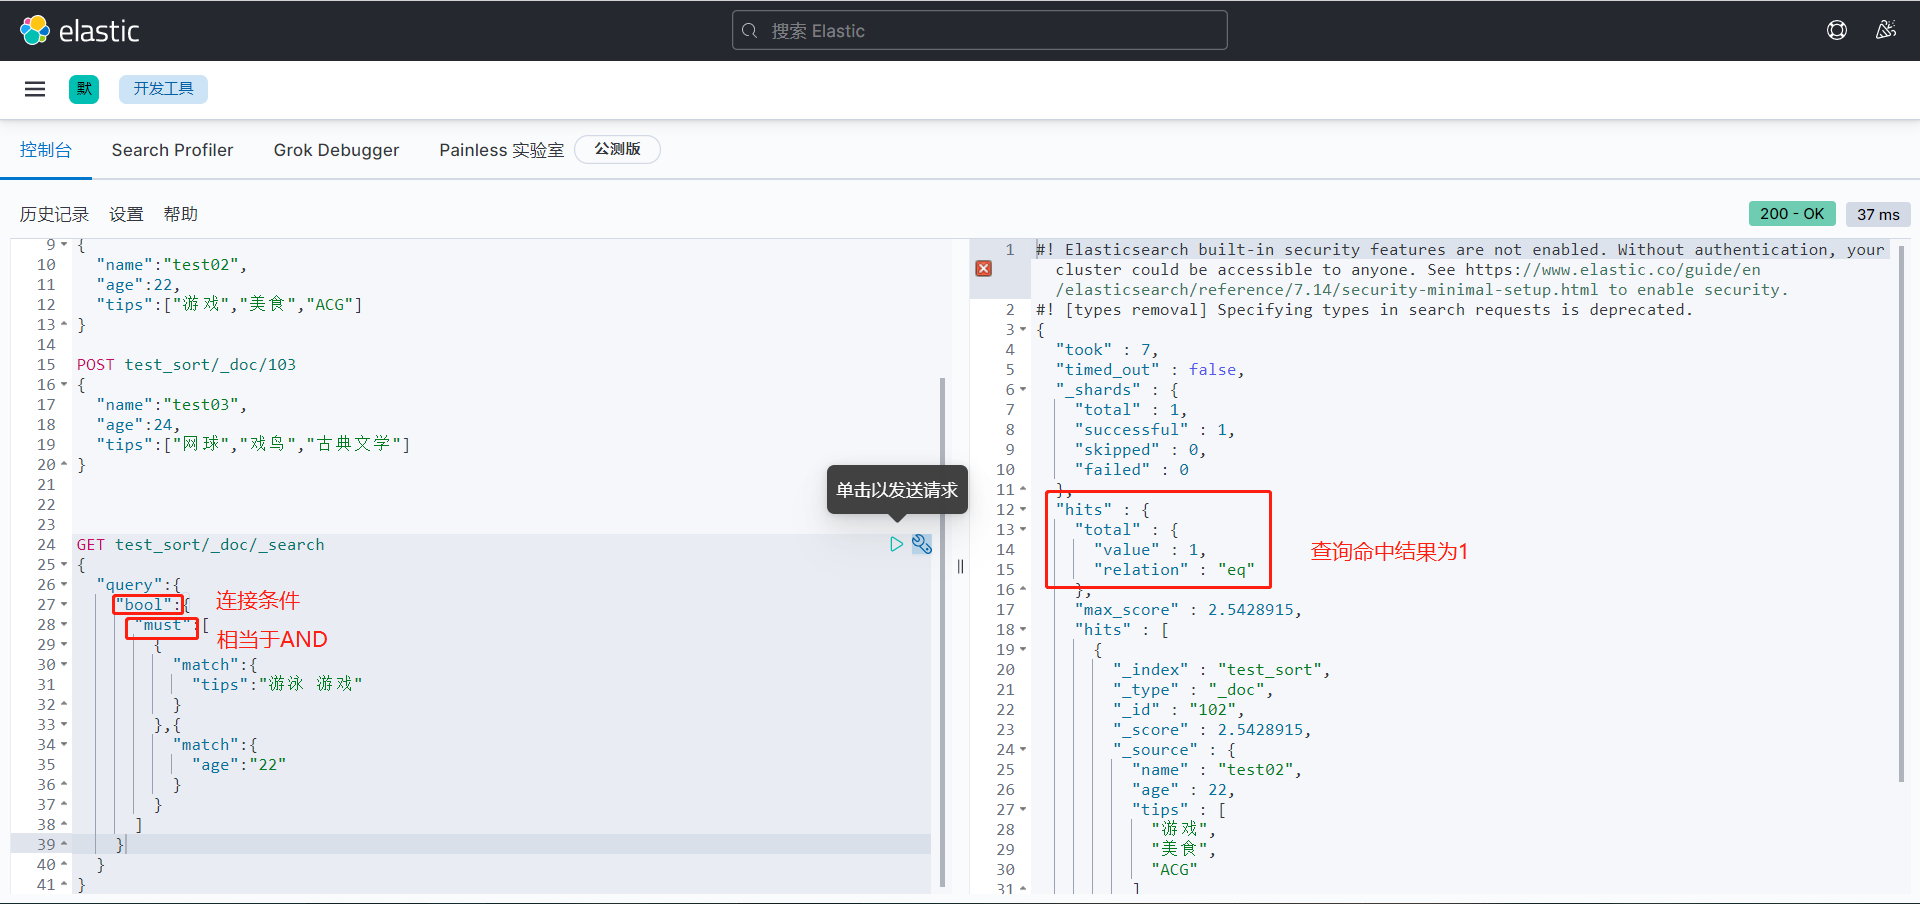 elastic
搜索 Elastic
默
开发工具
控制台
Search Profiler
Grok Debugger
Painless 实验室
公测版
历史记录
设置
帮助
200 - OK
37 ms
9 {
10 "name":"test02",
11 "age":22,
12 "tips":["游戏","美食","ACG"]
13 }
14
15 POST test_sort/_doc/103
16 {
17 "name":"test03",
18 "age":24,
19 "tips":["网球","戏鸟","古典文学"]
20 }
21
22
23
单击以发送请求
24 GET test_sort/_doc/_search
25 {
26 "query":{
27 "bool":{
连接条件
28 "must":[
相当于AND
29 {
30 "match":{
31 "tips":"游泳 游戏"
32 }
33 },{
34 "match":{
35 "age":"22"
36 }
37 }
38 ]
39 }
40 }
41 }
1 #! Elasticsearch built-in security features are not enabled. Without authentication, your
cluster could be accessible to anyone. See https://www.elastic.co/guide/en
/elasticsearch/reference/7.14/security-minimal-setup.html to enable security.
2 #! [types removal] Specifying types in search requests is deprecated.
3 {
4 "took" : 7,
5 "timed_out" : false,
6 "_shards" : {
7 "total" : 1,
8 "successful" : 1,
9 "skipped" : 0,
10 "failed" : 0
11 },
12 "hits" : {
13 "total" : {
14 "value" : 1,
15 "relation" : "eq"
查询命中结果为1
16 },
17 "max_score" : 2.5428915,
18 "hits" : [
19 {
20 "_index" : "test_sort",
21 "_type" : "_doc",
22 "_id" : "102",
23 "_score" : 2.5428915,
24 "_source" : {
25 "name" : "test02",
26 "age" : 22,
27 "tips" : [
28 "游戏",
29 "美食",
30 "ACG"
31 ]